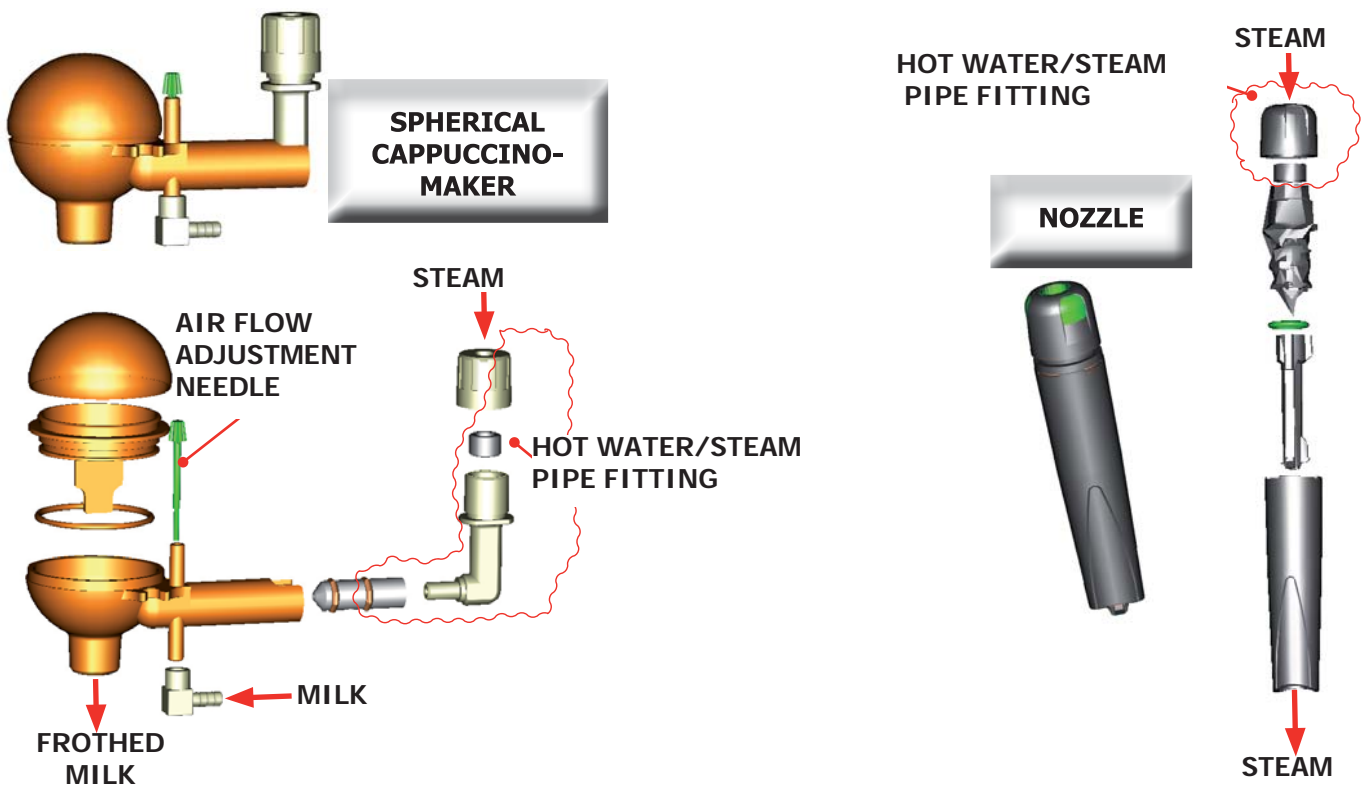 SPHERICAL
CAPPUCCINO-
MAKER
STEAM
AIR FLOW
ADJUSTMENT
NEEDLE
HOT WATER/STEAM
PIPE FITTING
MILK
FROTHED
MILK
STEAM
HOT WATER/STEAM
PIPE FITTING
NOZZLE
STEAM